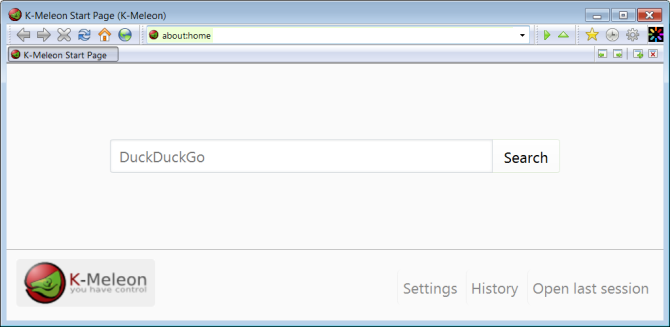 K-Meleon Start Page (K-Meleon)
about:home
K-Meleon Start Page
DuckDuckGo
Search
K-Meleon
you have control
Settings
History
Open last session